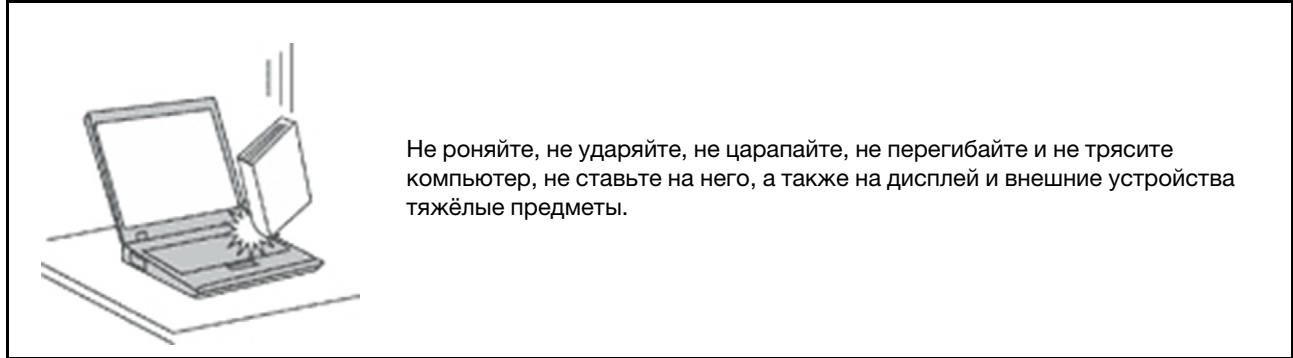 Не роняйте, не ударяйте, не царапайте, не перегибайте и не трясите
компьютер, не ставьте на него, а также на дисплей и внешние устройства
тяжёлые предметы.